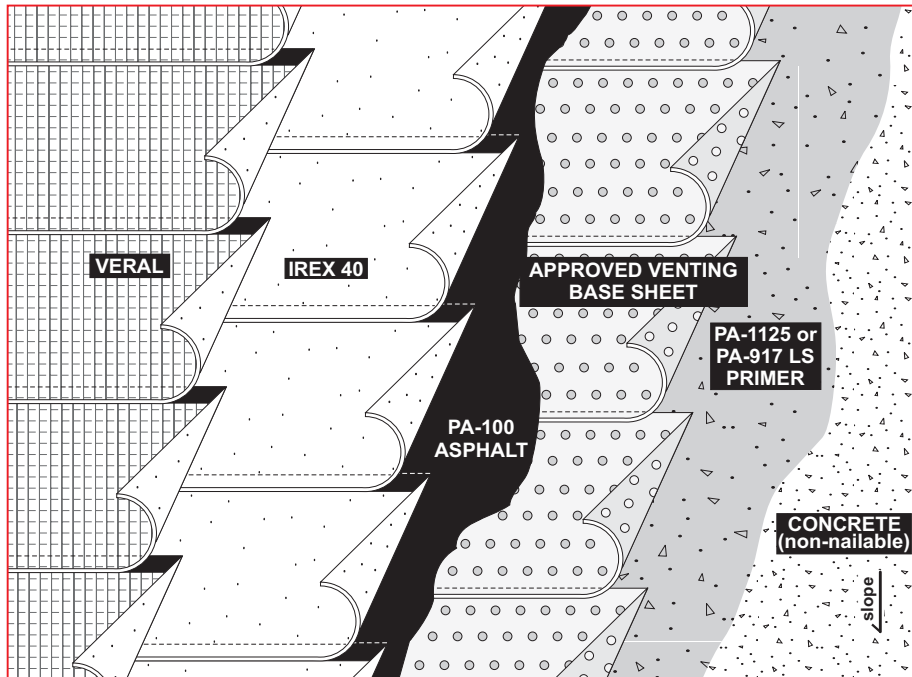 VERAL
IREX 40
APPROVED VENTING
BASE SHEET
PA-1125 or
PA-917 LS
PRIMER
PA-100
ASPHALT
CONCRETE
(non-nailable)
slope